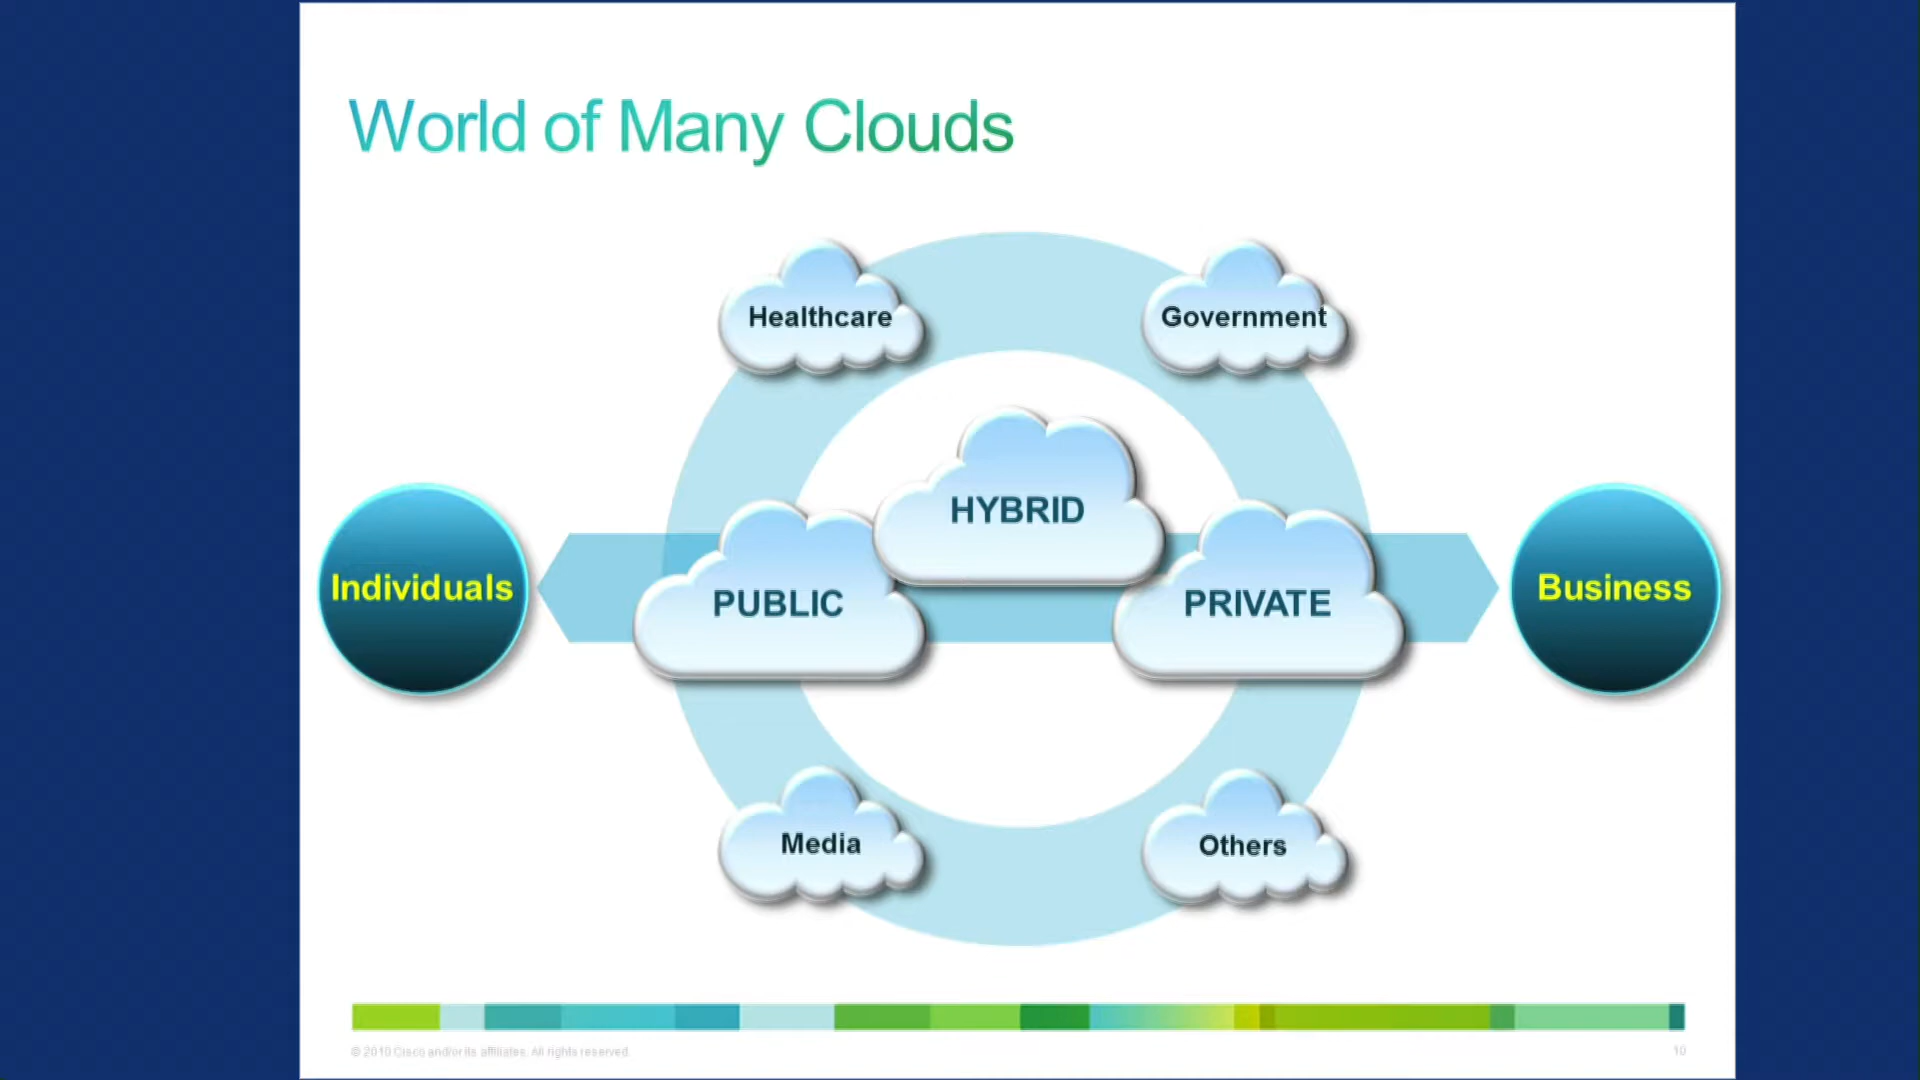 World of Many Clouds
Healthcare
Government
HYBRID
Individuals
PUBLIC
PRIVATE
Business
Media
Others
© 2010 Cisco and/or its affiliates. All rights reserved.
10